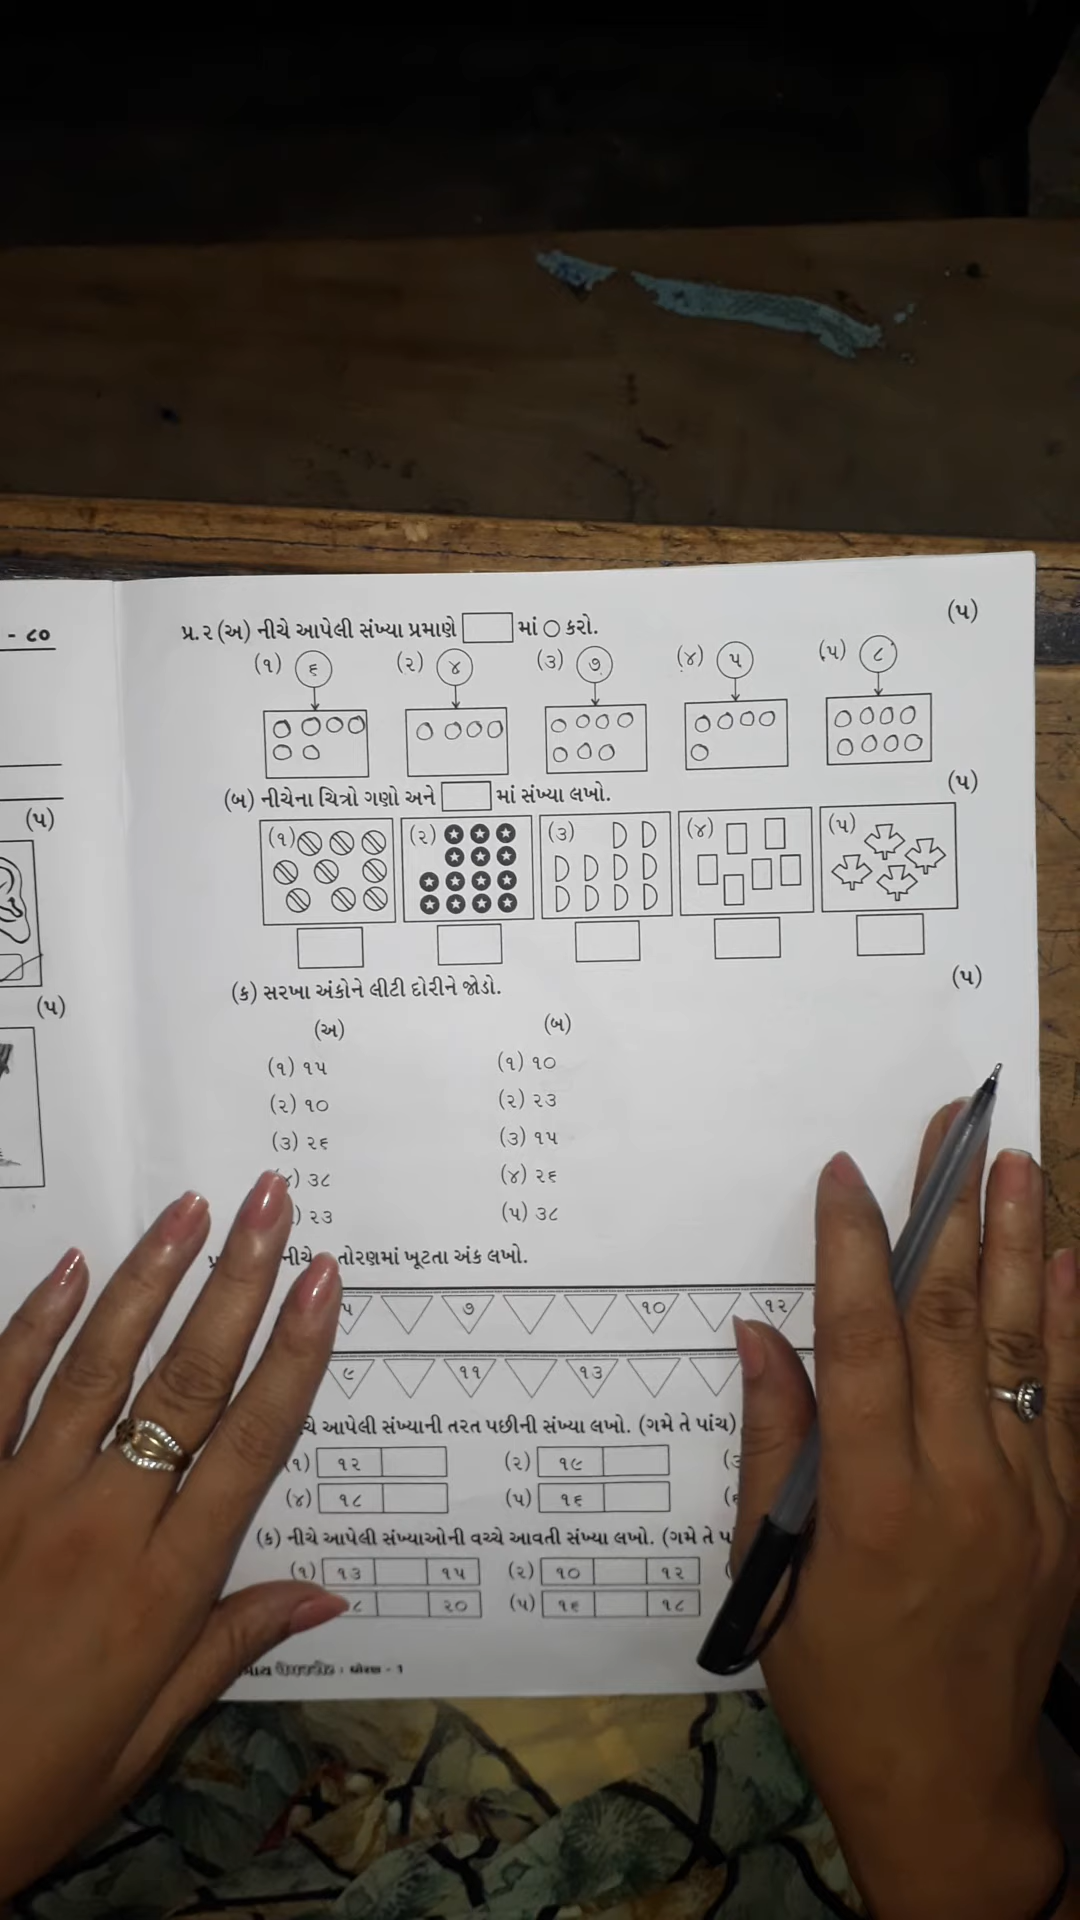 - ૮૦
(૫)
(૫)
પ્ર.૨ (અ) નીચે આપેલી સંખ્યા પ્રમાણે માં ○ કરો. (૫)
(૧) ૬ (૨) ૪ (૩) ૭ (૪) ૫ (૫) ૮
(બ) નીચેના ચિત્રો ગણો અને માં સંખ્યા લખો. (૫)
(૧) (૨) (૩) (૪) (૫)
(ક) સરખા અંકોને લીટી દોરીને જોડો. (૫)
(અ) (બ)
(૧) ૧૫ (૧) ૧૦
(૨) ૧૦ (૨) ૨૩
(૩) ૨૬ (૩) ૧૫
૪) ૩૮ (૪) ૨૬
) ૨૩ (૫) ૩૮
નીચે તોરણમાં ખૂટતા અંક લખો.
૫ ૭ ૧૦ ૧૨
૯ ૧૧ ૧૩
આપેલી સંખ્યાની તરત પછીની સંખ્યા લખો. (ગમે તે પાંચ)
(૧) ૧૨ (૨) ૧૯
(૪) ૧૮ (૫) ૧૬
(ક) નીચે આપેલી સંખ્યાઓની વચ્ચે આવતી સંખ્યા લખો. (ગમે તે
(૧) ૧૩ ૧૫ (૨) ૧૦ ૧૨
૨૦ (૫) ૧૬ ૧૮
: ધોરણ - 1